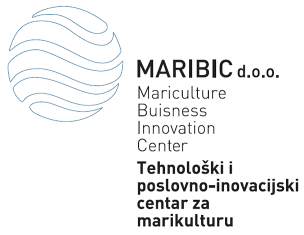 MARIBIC d.o.o.
Mariculture
Buisness
Innovation
Center
Tehnološki i
poslovno-inovacijski
centar za
marikulturu